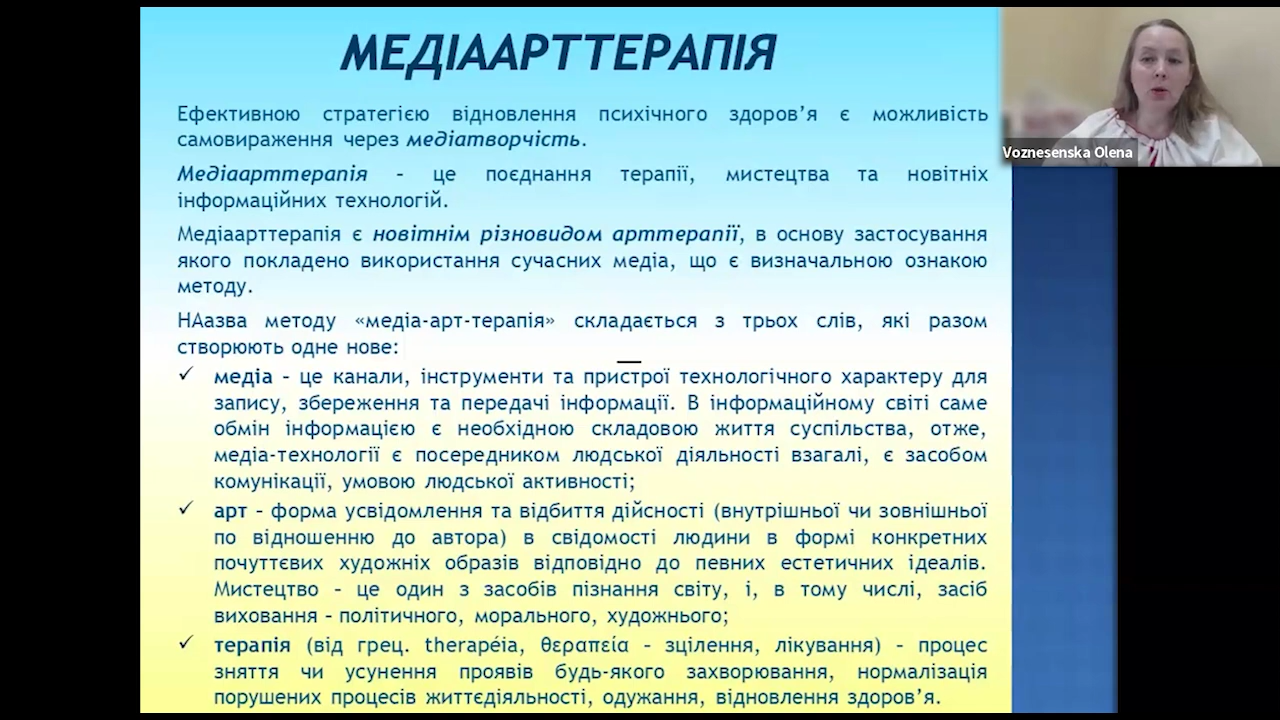 МЕДІААРТТЕРАПІЯ
Ефективною стратегією відновлення психічного здоров’я є можливість
самовираження через медіатворчість.
Медіаарттерапія – це поєднання терапії, мистецтва та новітніх
інформаційних технологій.
Медіаарттерапія є новітнім різновидом арттерапії, в основу застосування
якого покладено використання сучасних медіа, що є визначальною ознакою
методу.
НАазва методу «медіа-арт-терапія» складається з трьох слів, які разом
створюють одне нове:
✓ медіа – це канали, інструменти та пристрої технологічного характеру для
запису, збереження та передачі інформації. В інформаційному світі саме
обмін інформацією є необхідною складовою життя суспільства, отже,
медіа-технології є посередником людської діяльності взагалі, є засобом
комунікації, умовою людської активності;
✓ арт – форма усвідомлення та відбиття дійсності (внутрішньої чи зовнішньої
по відношенню до автора) в свідомості людини в формі конкретних
почуттєвих художніх образів відповідно до певних естетичних ідеалів.
Мистецтво – це один з засобів пізнання світу, і, в тому числі, засіб
виховання – політичного, морального, художнього;
✓ терапія (від грец. therapéia, θεραπεία – зцілення, лікування) – процес
зняття чи усунення проявів будь-якого захворювання, нормалізація
порушених процесів життєдіяльності, одужання, відновлення здоров’я.
Voznesenska Olena